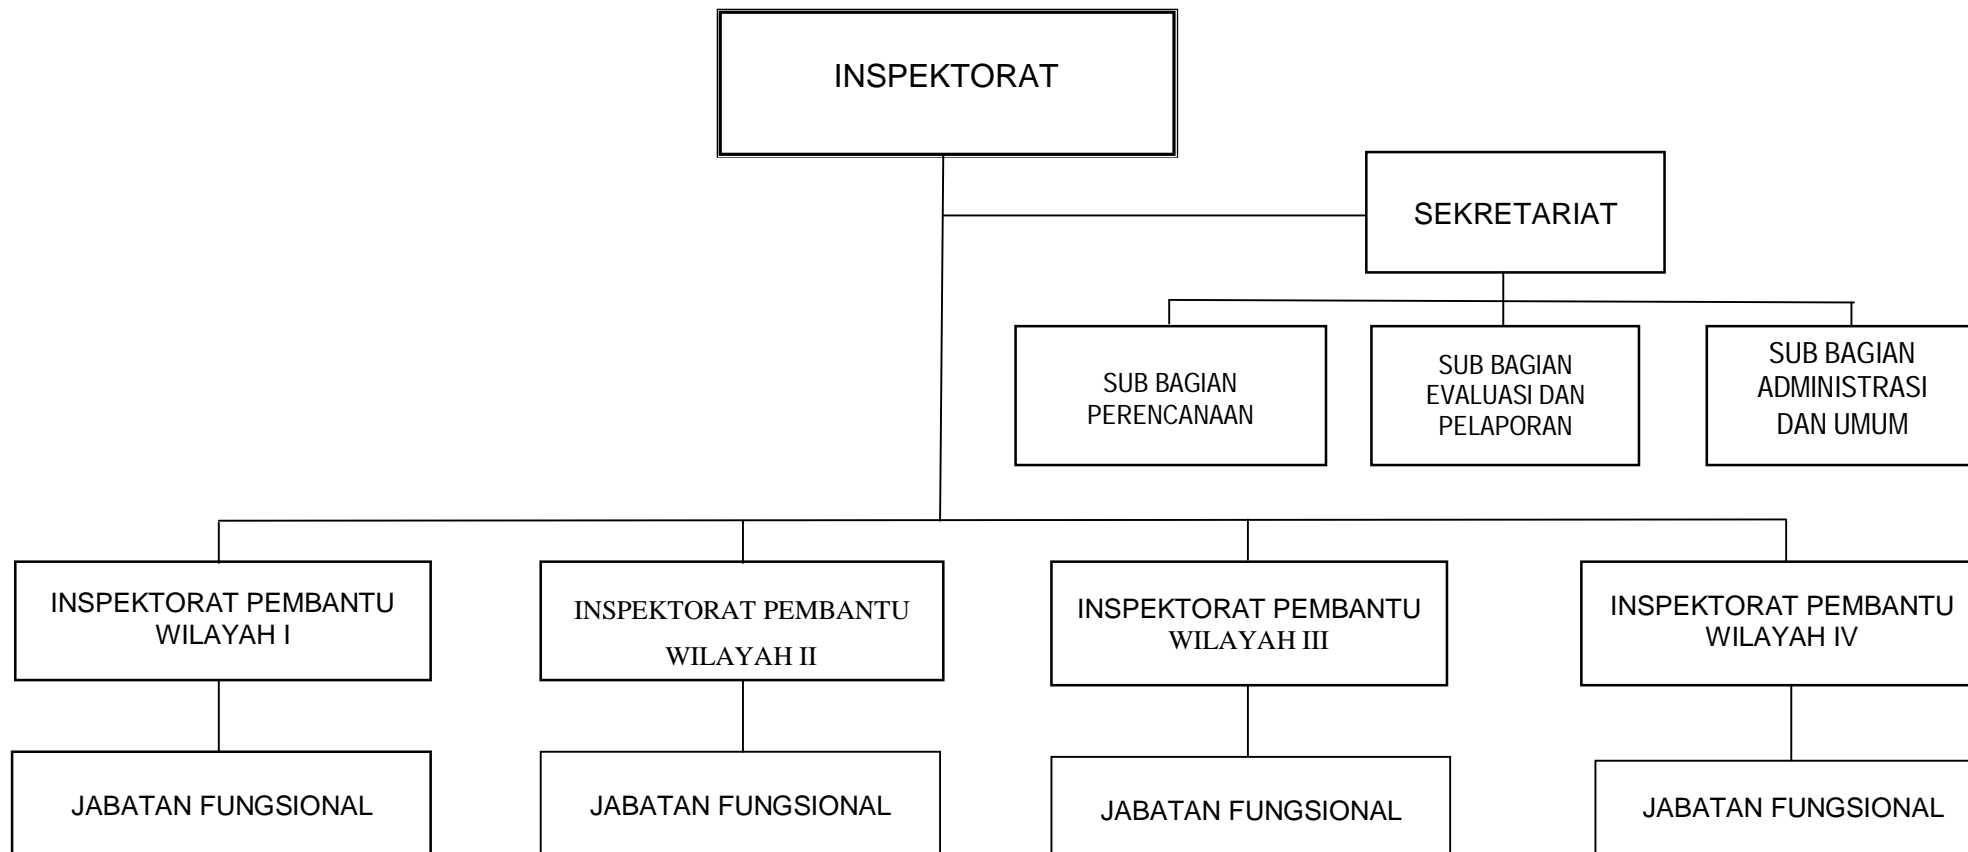 INSPEKTORAT
SEKRETARIAT
SUB BAGIAN
PERENCANAAN
SUB BAGIAN
EVALUASI DAN
PELAPORAN
SUB BAGIAN
ADMINISTRASI
DAN UMUM
INSPEKTORAT PEMBANTU
WILAYAH I
INSPEKTORAT PEMBANTU
WILAYAH II
INSPEKTORAT PEMBANTU
WILAYAH III
INSPEKTORAT PEMBANTU
WILAYAH IV
JABATAN FUNGSIONAL
JABATAN FUNGSIONAL
JABATAN FUNGSIONAL
JABATAN FUNGSIONAL